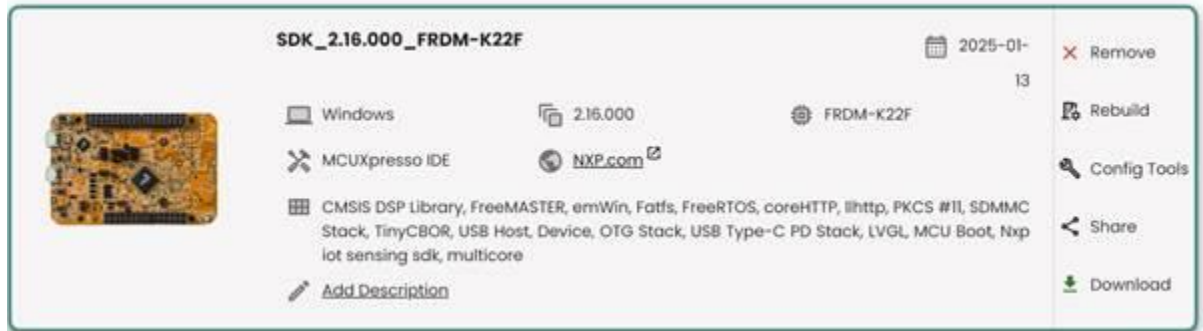 SDK_2.16.000_FRDM-K22F
2025-01-
13
Windows
2.16.000
FRDM-K22F
MCUXpresso IDE
NXP.com
CMSIS DSP Library, FreeMASTER, emWin, Fatfs, FreeRTOS, coreHTTP, llhttp, PKCS #11, SDMMC
Stack, TinyCBOR, USB Host, Device, OTG Stack, USB Type-C PD Stack, LVGL, MCU Boot, Nxp
iot sensing sdk, multicore
Add Description
Remove
Rebuild
Config Tools
Share
Download